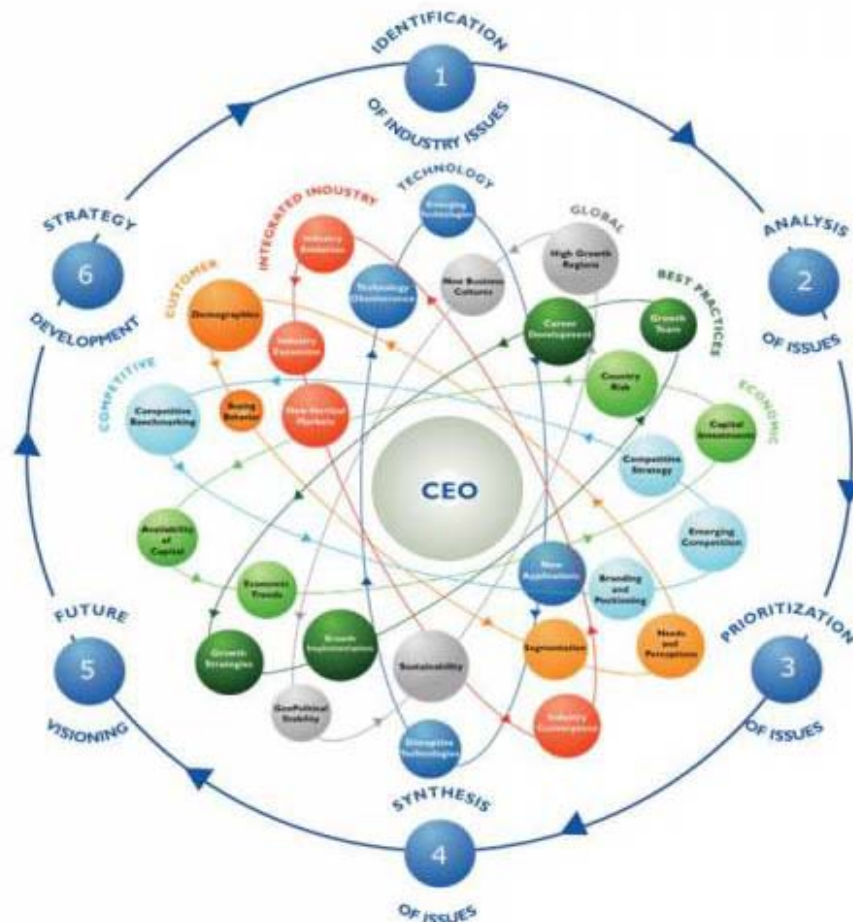 IDENTIFICATION
1
OF INDUSTRY ISSUES
ANALYSIS
2
OF ISSUES
PRIORITIZATION
3
OF ISSUES
SYNTHESIS
4
OF ISSUES
FUTURE
5
VISIONING
STRATEGY
6
DEVELOPMENT
TECHNOLOGY
Emerging
Technologies
Technology
Obsolescence
New
Applications
Disruptive
Technologies
INTEGRATED INDUSTRY
Industry
Evolution
Industry
Expansion
New Vertical
Markets
Industry
Convergence
GLOBAL
High Growth
Regions
New Business
Cultures
Sustainability
GeoPolitical
Stability
BEST PRACTICES
Career
Development
Growth
Team
Growth
Strategies
Growth
Implementation
CUSTOMER
Demographics
Buying
Behavior
Segmentation
Needs
and
Perceptions
COMPETITIVE
Competitive
Benchmarking
Competitive
Strategy
Emerging
Competition
Branding
and
Positioning
ECONOMIC
Country
Risk
Capital
Investments
Availability
of
Capital
Economic
Trends
CEO